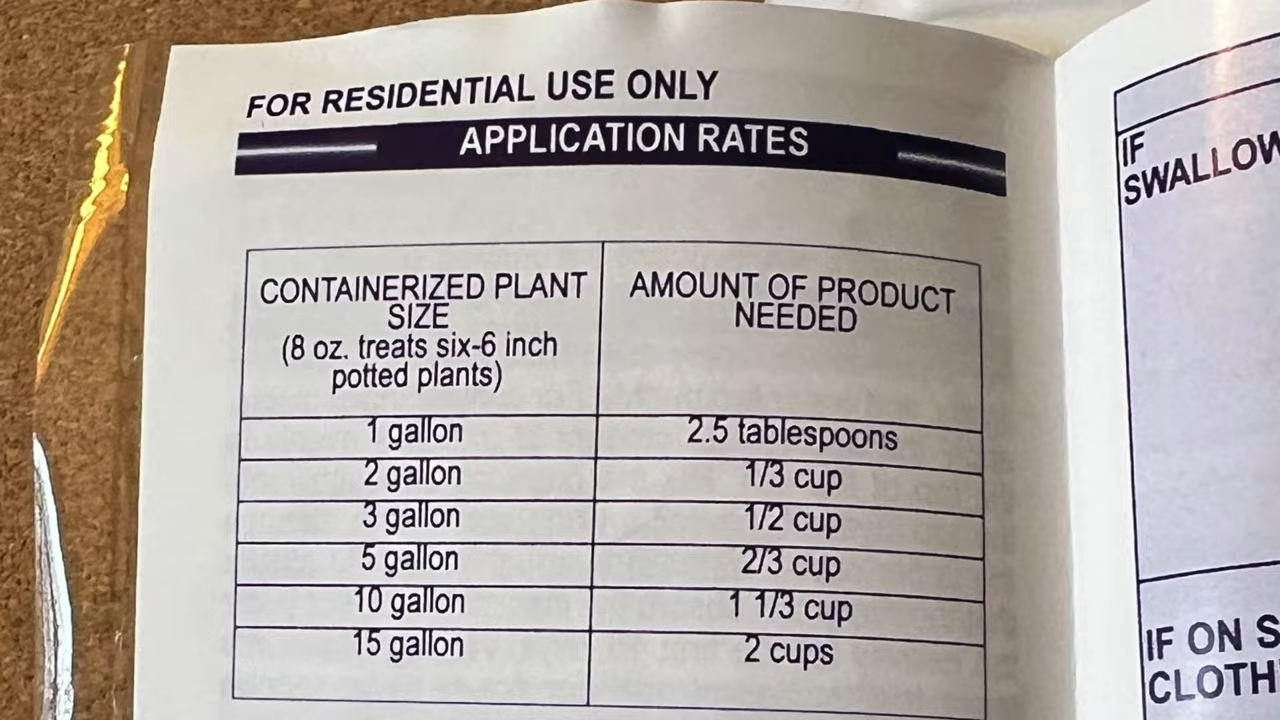 FOR RESIDENTIAL USE ONLY
APPLICATION RATES
CONTAINERIZED PLANT
SIZE
(8 oz. treats six-6 inch
potted plants)
AMOUNT OF PRODUCT
NEEDED
1 gallon 2.5 tablespoons
2 gallon 1/3 cup
3 gallon 1/2 cup
5 gallon 2/3 cup
10 gallon 1 1/3 cup
15 gallon 2 cups
IF
SWALLOW
IF ON S
CLOTH